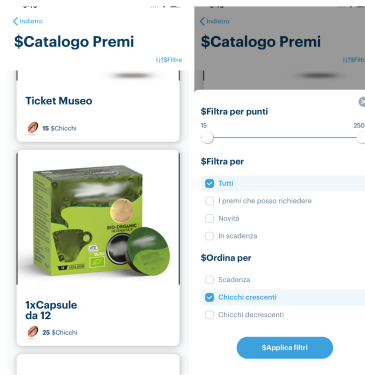 Indietro
$Catalogo Premi
$Filtra
Ticket Museo
15 $Chicchi
BIO-ORGANIC
1xCapsule
da 12
25 $Chicchi
Indietro
$Catalogo Premi
$Filtra per punti
15
250
$Filtra per
Tutti
I premi che posso richiedere
Novità
In scadenza
$Ordina per
Scadenza
Chicchi crescenti
Chicchi decrescenti
$Applica filtri